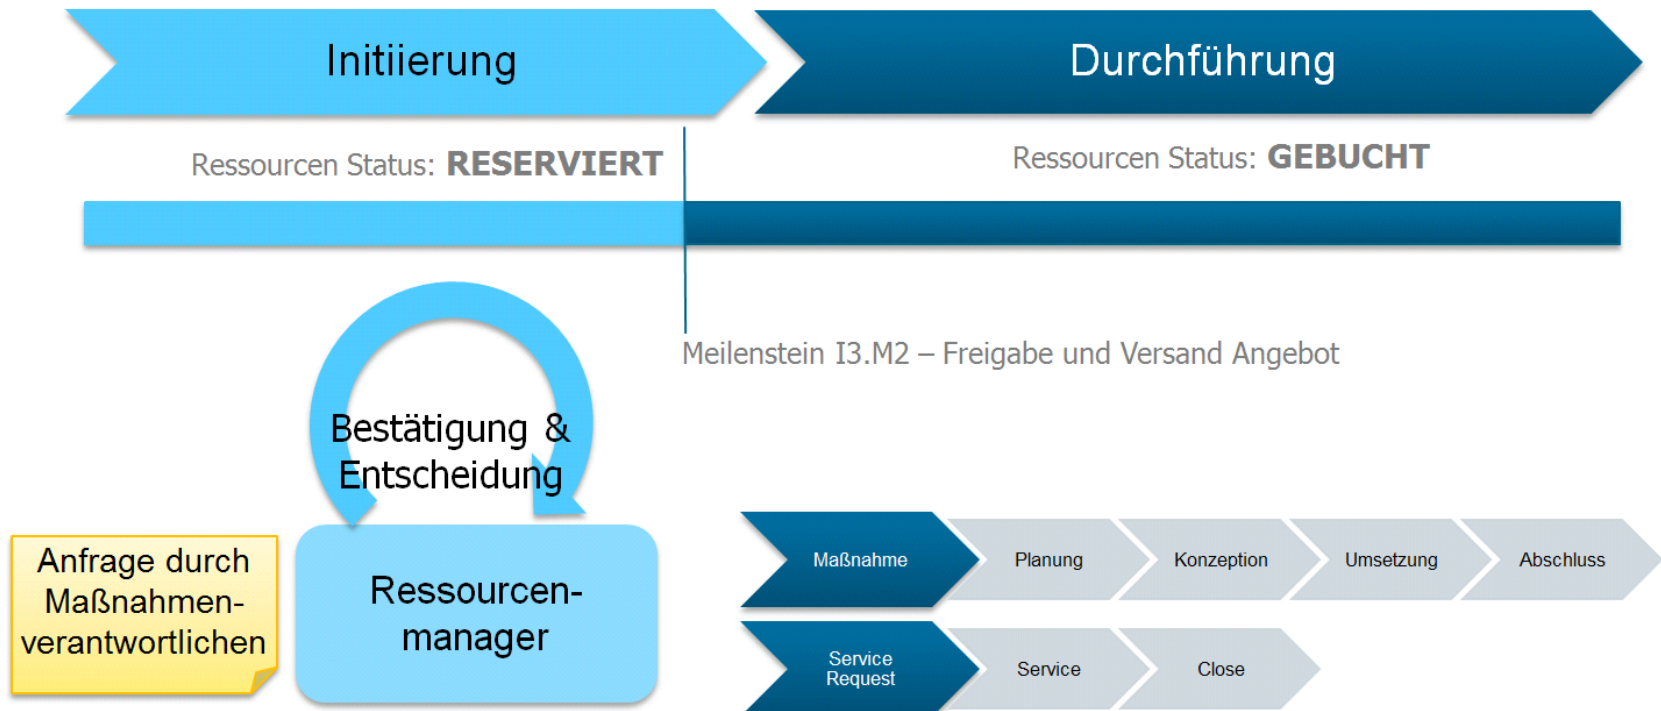 Initiierung
Durchführung
Ressourcen Status: RESERVIERT
Ressourcen Status: GEBUCHT
Meilenstein I3.M2 – Freigabe und Versand Angebot
Bestätigung &
Entscheidung
Anfrage durch
Maßnahmen-
verantwortlichen
Ressourcen-
manager
Maßnahme
Planung
Konzeption
Umsetzung
Abschluss
Service
Request
Service
Close